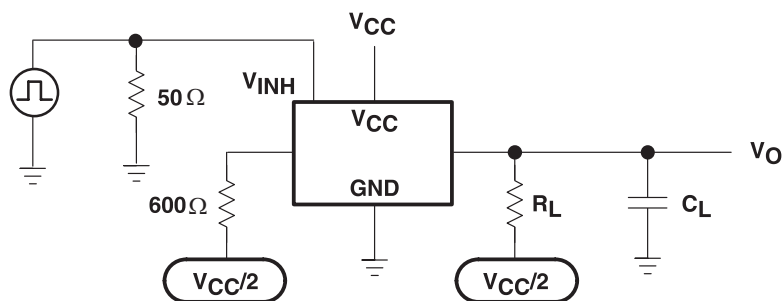 VCC
VINH
50Ω
VCC
VO
GND
600Ω
RL
CL
VCC/2
VCC/2